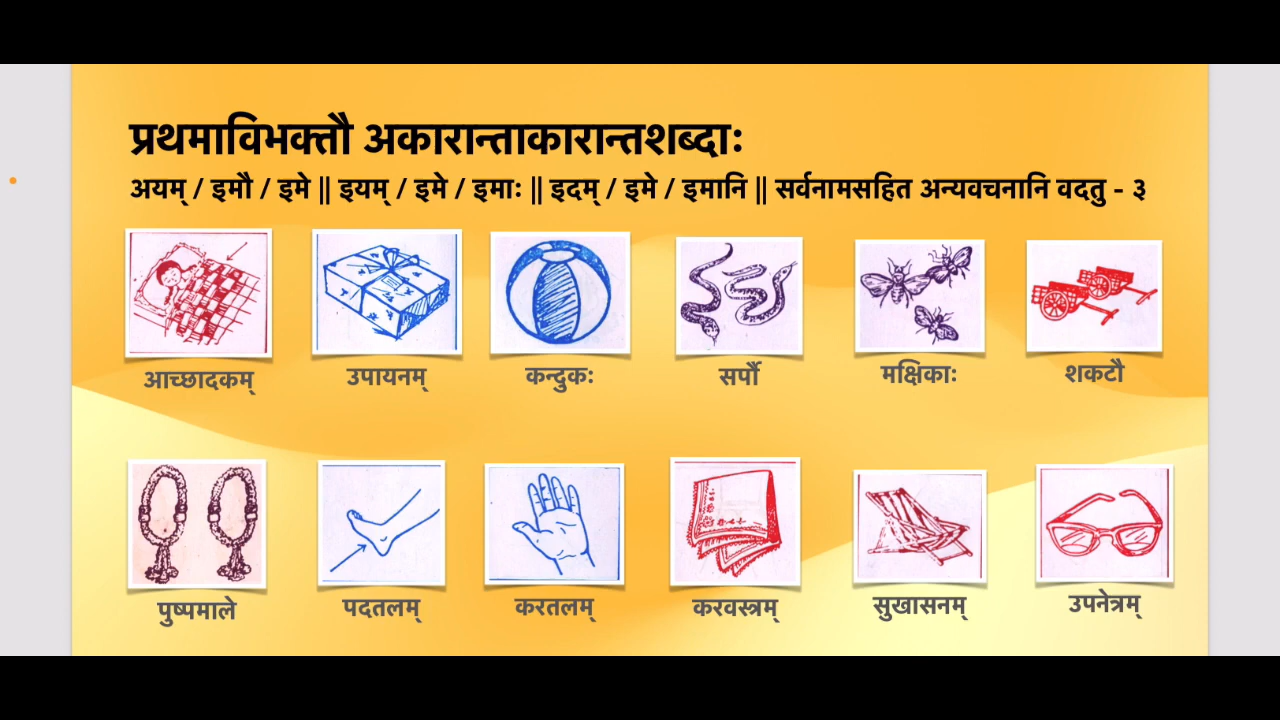 प्रथमाविभक्तौ अकारान्ताकारान्तशब्दाः
अयम् / इमौ / इमे || इयम् / इमे / इमाः || इदम् / इमे / इमानि || सर्वनामसहित अन्यवचनानि वदतु - ३
आच्छादकम् उपायनम् कन्दुकः सर्पौ मक्षिकाः शकटौ
पुष्पमाले पदतलम् करतलम् करवस्त्रम् सुखासनम् उपनेत्रम्